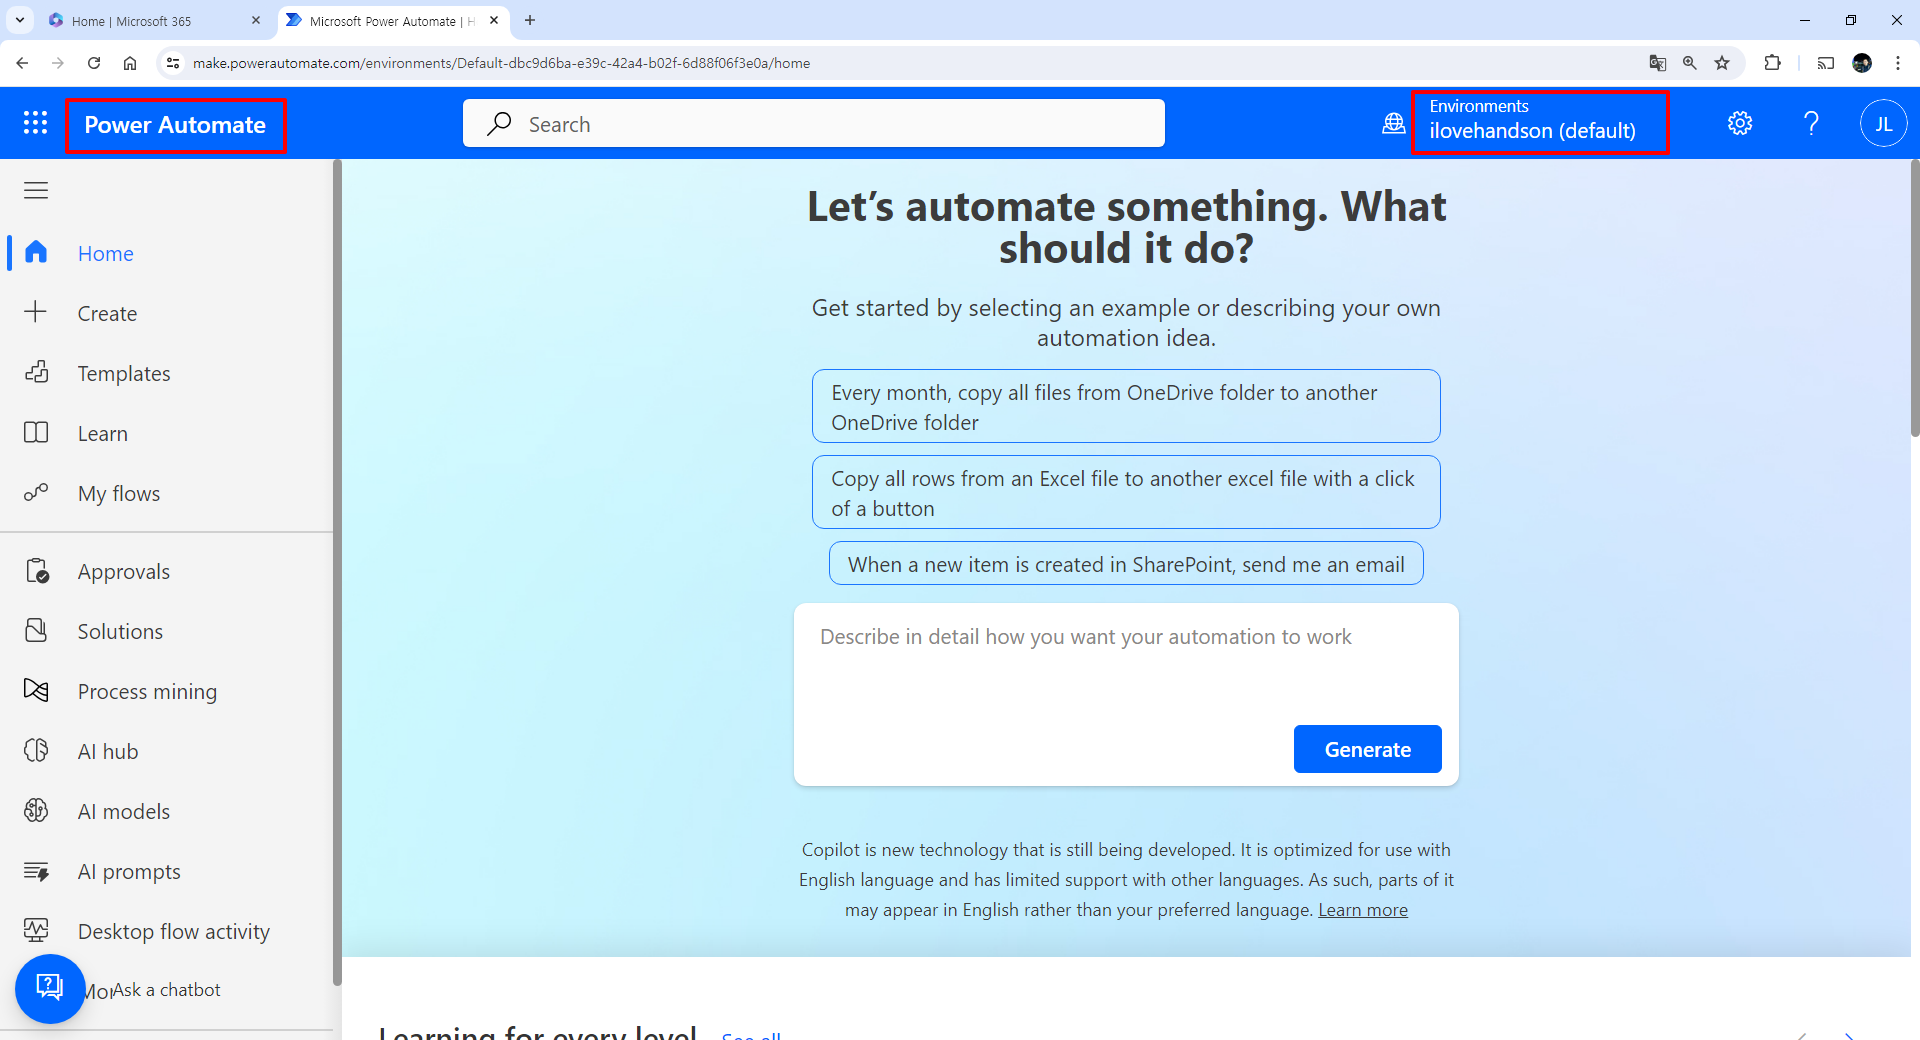 Home | Microsoft 365
Microsoft Power Automate | H
make.powerautomate.com/environments/Default-dbc9d6ba-e39c-42a4-b02f-6d88f06f3e0a/home
Power Automate
Search
Environments
ilovehandson (default)
JL
Home
Create
Templates
Learn
My flows
Approvals
Solutions
Process mining
AI hub
AI models
AI prompts
Desktop flow activity
Ask a chatbot
Let’s automate something. What
should it do?
Get started by selecting an example or describing your own
automation idea.
Every month, copy all files from OneDrive folder to another
OneDrive folder
Copy all rows from an Excel file to another excel file with a click
of a button
When a new item is created in SharePoint, send me an email
Describe in detail how you want your automation to work
Generate
Copilot is new technology that is still being developed. It is optimized for use with
English language and has limited support with other languages. As such, parts of it
may appear in English rather than your preferred language. Learn more
Learning for every level
See all